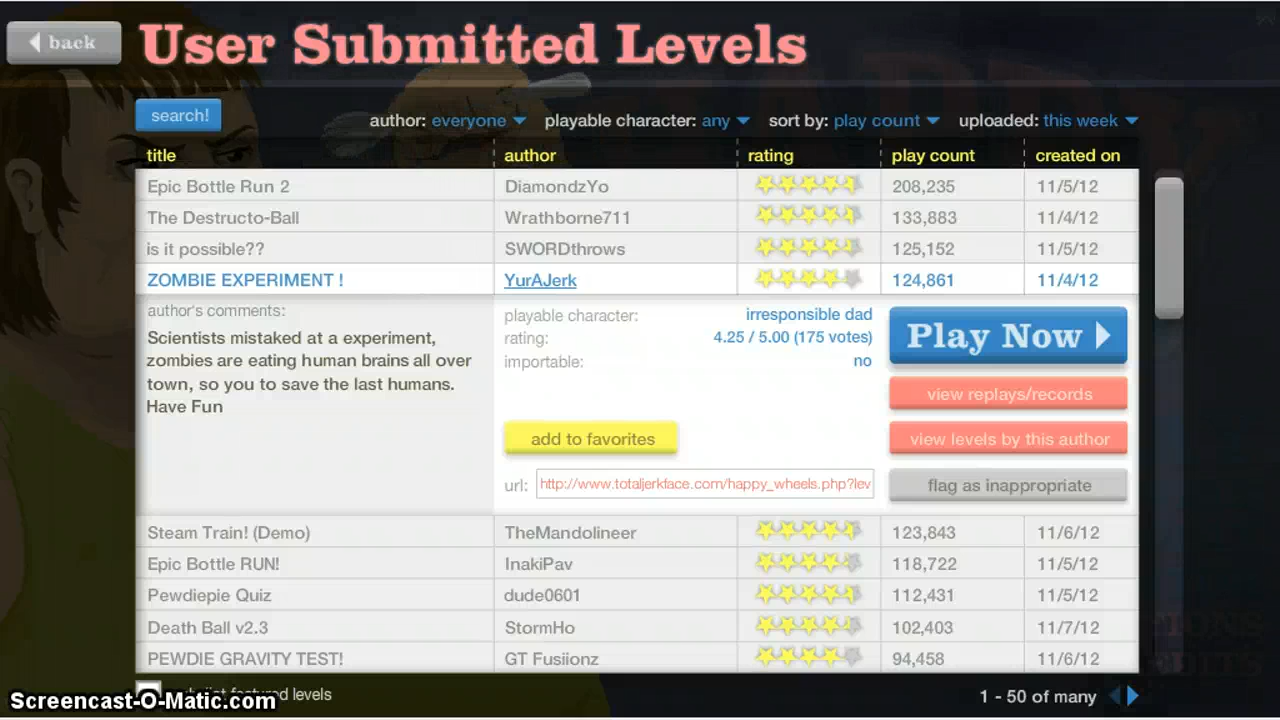 back
User Submitted Levels
search!
author: everyone
playable character: any
sort by: play count
uploaded: this week
title author rating play count created on
Epic Bottle Run 2 DiamondzYo 208,235 11/5/12
The Destructo-Ball Wrathborne711 133,883 11/4/12
is it possible?? SWORDthrows 125,152 11/5/12
ZOMBIE EXPERIMENT ! YurAJerk 124,861 11/4/12
author's comments:
Scientists mistaked at a experiment,
zombies are eating human brains all over
town, so you to save the last humans.
Have Fun
playable character: irresponsible dad
rating: 4.25 / 5.00 (175 votes)
importable: no
add to favorites
url: http://www.totaljerkface.com/happy_wheels.php?lev
Play Now
view replays/records
view levels by this author
flag as inappropriate
Steam Train! (Demo) TheMandolineer 123,843 11/6/12
Epic Bottle RUN! InakiPav 118,722 11/5/12
Pewdiepie Quiz dude0601 112,431 11/5/12
Death Ball v2.3 StormHo 102,403 11/7/12
PEWDIE GRAVITY TEST! GT Fusiionz 94,458 11/6/12
levels
1 - 50 of many
Screencast-O-Matic.com